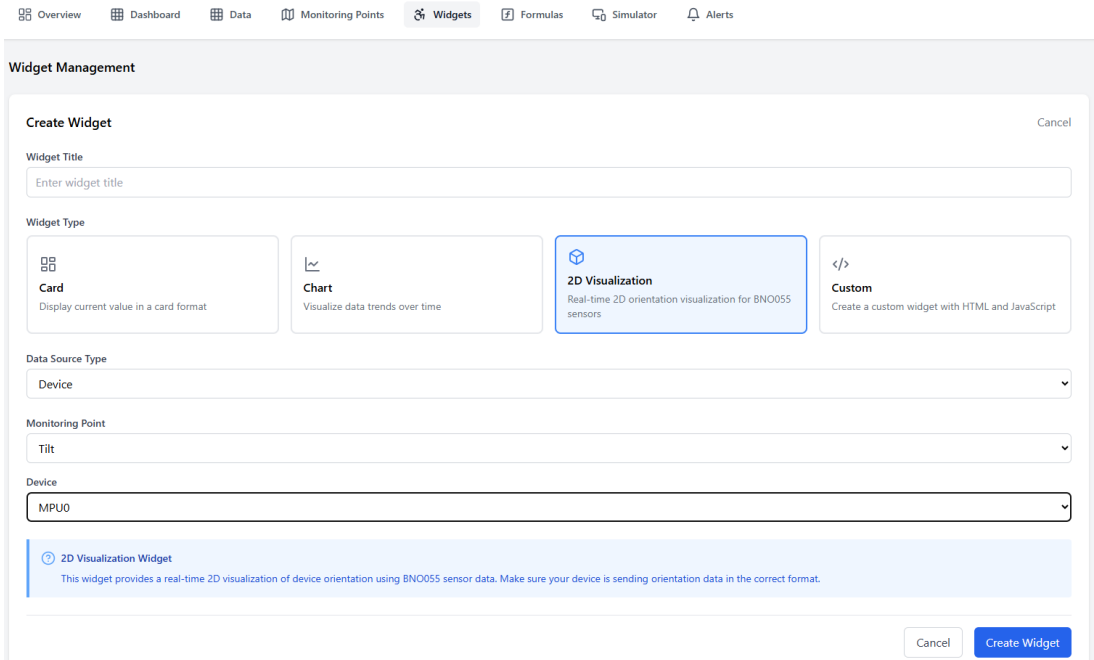 Overview Dashboard Data Monitoring Points Widgets Formulas Simulator Alerts
Widget Management
Create Widget Cancel
Widget Title
Enter widget title
Widget Type
Card
Display current value in a card format
Chart
Visualize data trends over time
2D Visualization
Real-time 2D orientation visualization for BNO055
sensors
Custom
Create a custom widget with HTML and JavaScript
Data Source Type
Device
Monitoring Point
Tilt
Device
MPU0
2D Visualization Widget
This widget provides a real-time 2D visualization of device orientation using BNO055 sensor data. Make sure your device is sending orientation data in the correct format.
Cancel Create Widget